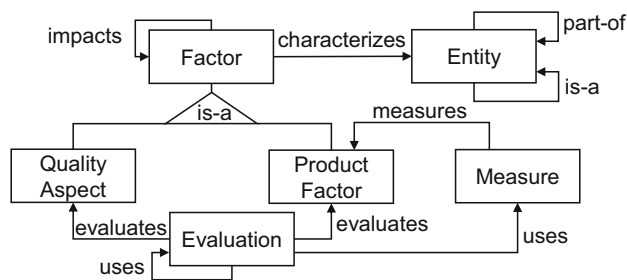 impacts
Factor
characterizes
Entity
part-of
is-a
is-a
measures
Quality
Aspect
Product
Factor
Measure
evaluates
Evaluation
evaluates
uses
uses